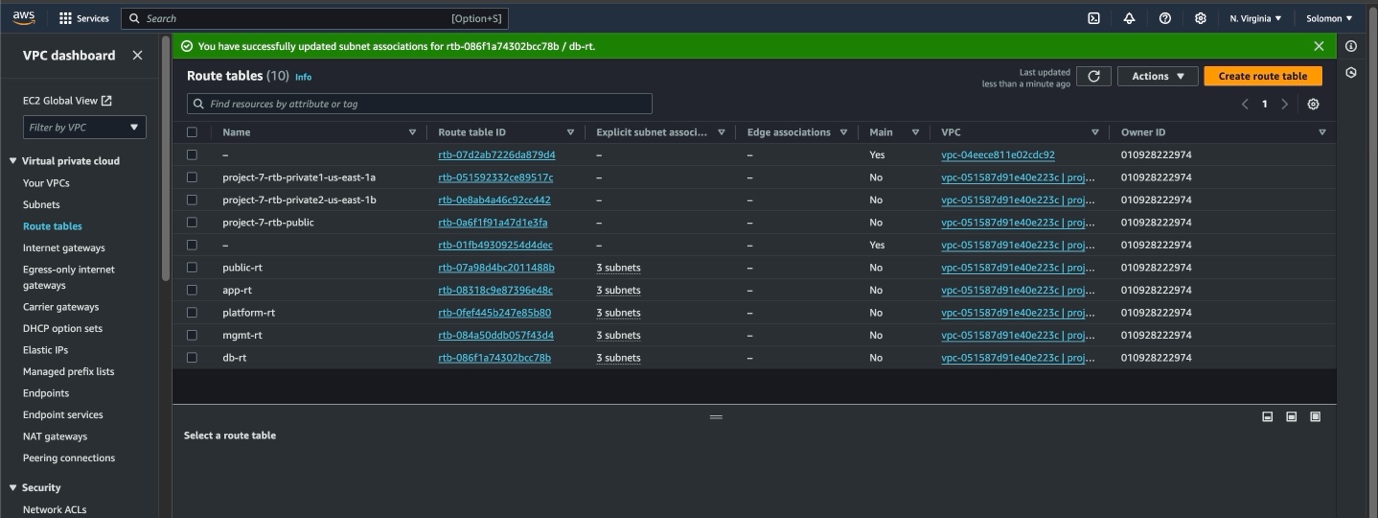 aws Services Search [Option+S] N. Virginia ▼ Solomon ▼
VPC dashboard
EC2 Global View
Filter by VPC
Virtual private cloud
Your VPCs
Subnets
Route tables
Internet gateways
Egress-only internet
gateways
Carrier gateways
DHCP option sets
Elastic IPs
Managed prefix lists
Endpoints
Endpoint services
NAT gateways
Peering connections
Security
Network ACLs
You have successfully updated subnet associations for rtb-086f1a74302bcc78b / db-rt.
Route tables (10) Info
Last updated
less than a minute ago
Actions Create route table
Find resources by attribute or tag
1
Name Route table ID Explicit subnet associ... Edge associations Main VPC Owner ID
– rtb-07d2ab7226da879d4 – – Yes vpc-04eece811e02cdc92 010928222974
project-7-rtb-private1-us-east-1a rtb-051592332ce89517c – – No vpc-051587d91e40e223c | proj... 010928222974
project-7-rtb-private2-us-east-1b rtb-0e8ab4a46c92cc442 – – No vpc-051587d91e40e223c | proj... 010928222974
project-7-rtb-public rtb-0a6f1f91a47d1e3fa – – No vpc-051587d91e40e223c | proj... 010928222974
– rtb-01fb49309254d4dec – – Yes vpc-051587d91e40e223c | proj... 010928222974
public-rt rtb-07a98d4bc2011488b 3 subnets – No vpc-051587d91e40e223c | proj... 010928222974
app-rt rtb-08318c9e87396e48c 3 subnets – No vpc-051587d91e40e223c | proj... 010928222974
platform-rt rtb-0fef445b247e85b80 3 subnets – No vpc-051587d91e40e223c | proj... 010928222974
mgmt-rt rtb-084a50ddb057f43d4 3 subnets – No vpc-051587d91e40e223c | proj... 010928222974
db-rt rtb-086f1a74302bcc78b 3 subnets – No vpc-051587d91e40e223c | proj... 010928222974
Select a route table